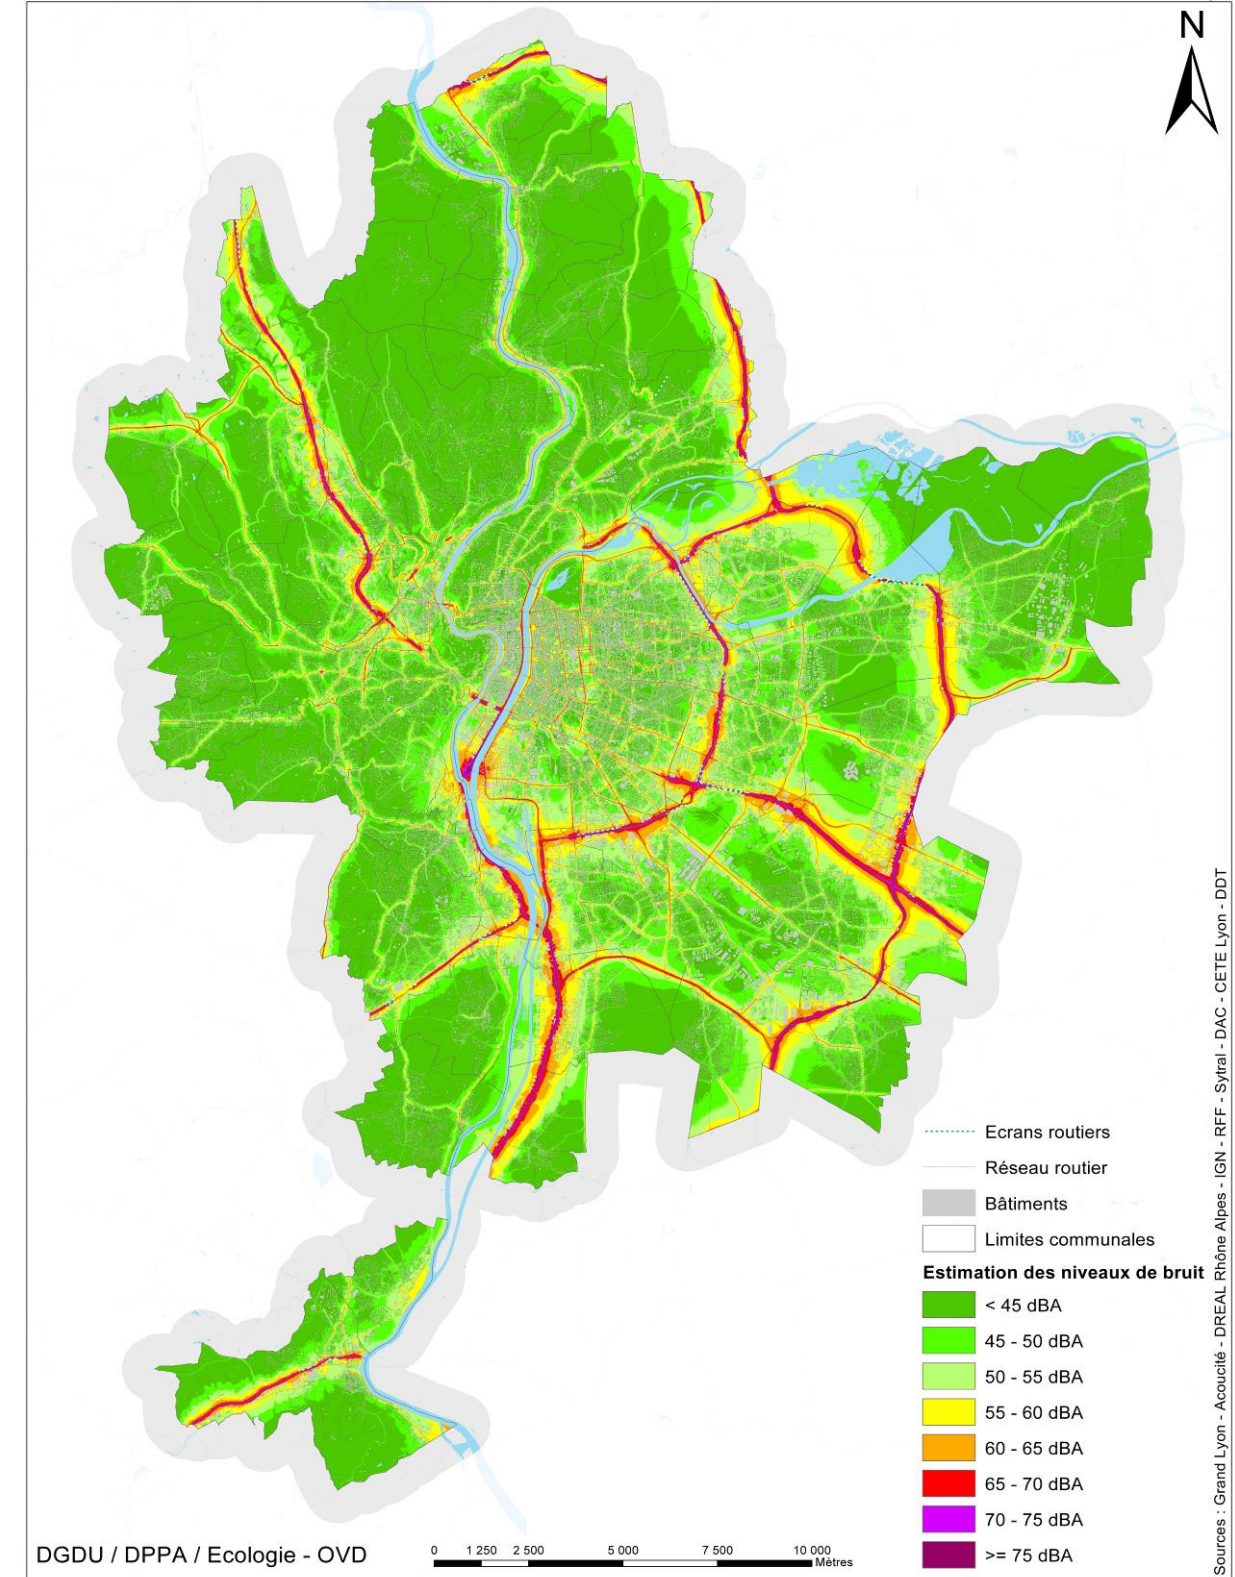 N
Ecrans routiers
Réseau routier
Bâtiments
Limites communales
Estimation des niveaux de bruit
< 45 dBA
45 - 50 dBA
50 - 55 dBA
55 - 60 dBA
60 - 65 dBA
65 - 70 dBA
70 - 75 dBA
>= 75 dBA
Sources : Grand Lyon - Acoucité - DREAL Rhône Alpes - IGN - RFF - Sytral - DAC - CETE Lyon - DDT
DGDU / DPPA / Ecologie - OVD
0 1 250 2 500 5 000 7 500 10 000
Mètres